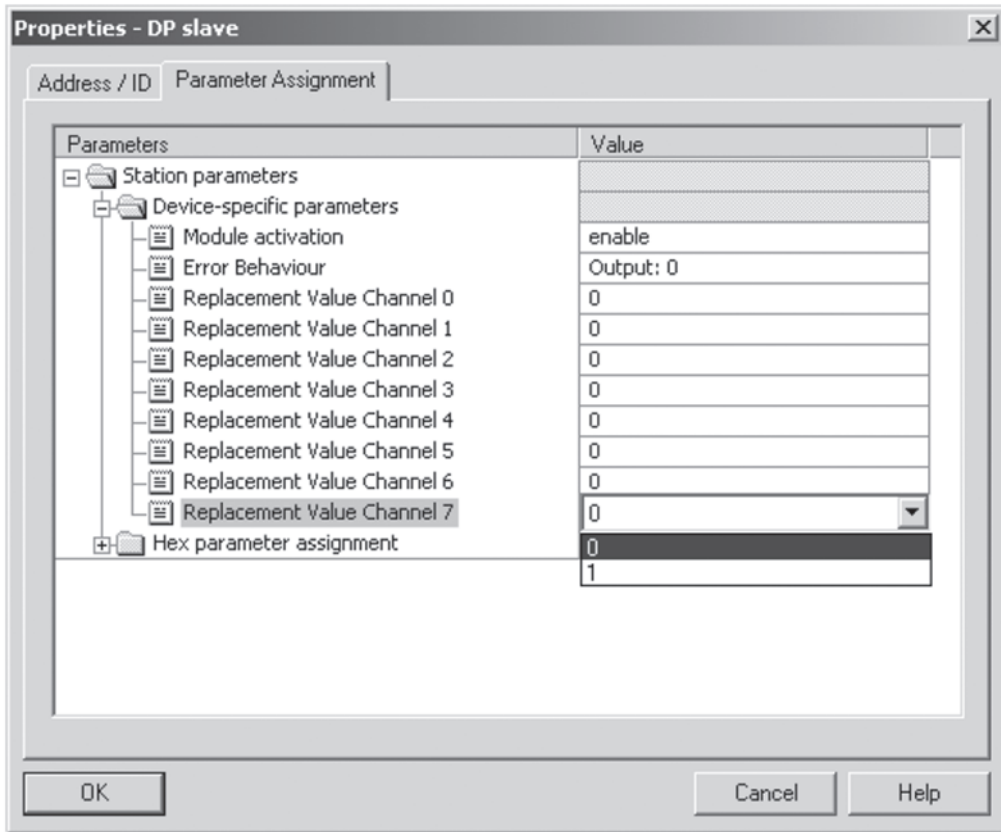 Properties - DP slave
Address / ID Parameter Assignment
Parameters Value
Station parameters
Device-specific parameters
Module activation enable
Error Behaviour Output: 0
Replacement Value Channel 0 0
Replacement Value Channel 1 0
Replacement Value Channel 2 0
Replacement Value Channel 3 0
Replacement Value Channel 4 0
Replacement Value Channel 5 0
Replacement Value Channel 6 0
Replacement Value Channel 7 0
Hex parameter assignment 0
1
OK Cancel Help